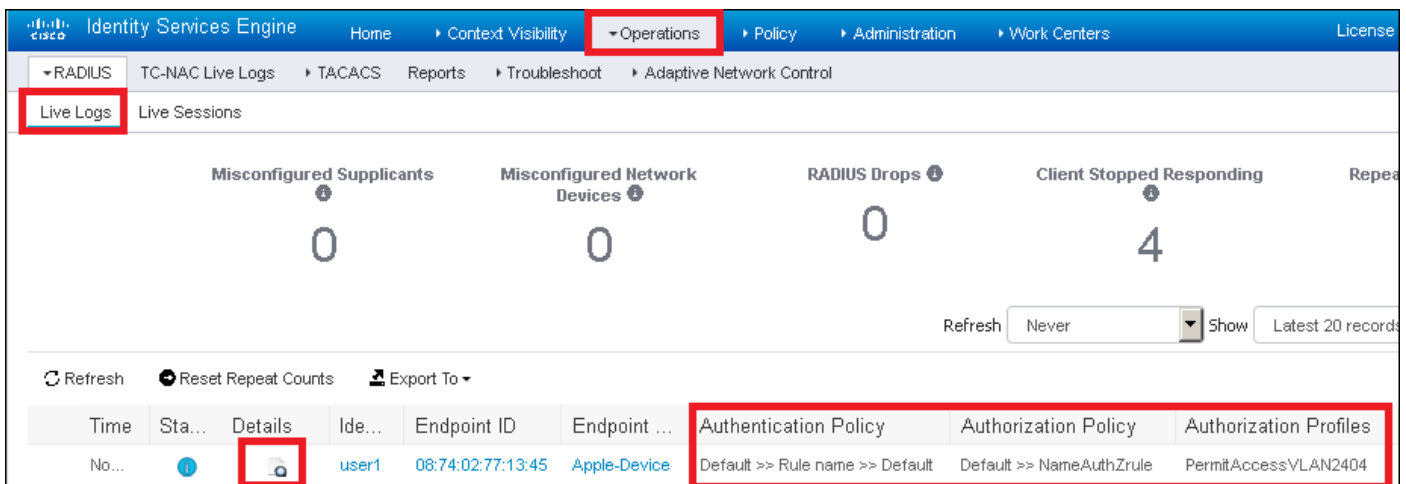 cisco Identity Services Engine Home Context Visibility Operations Policy Administration Work Centers License
RADIUS TC-NAC Live Logs TACACS Reports Troubleshoot Adaptive Network Control
Live Logs Live Sessions
Misconfigured Supplicants
0
Misconfigured Network
Devices
0
RADIUS Drops
0
Client Stopped Responding
4
Repea
Refresh Never Show Latest 20 records
Refresh Reset Repeat Counts Export To
Time Sta... Details Ide... Endpoint ID Endpoint ... Authentication Policy Authorization Policy Authorization Profiles
No... user1 08:74:02:77:13:45 Apple-Device Default >> Rule name >> Default Default >> NameAuthZrule PermitAccessVLAN2404